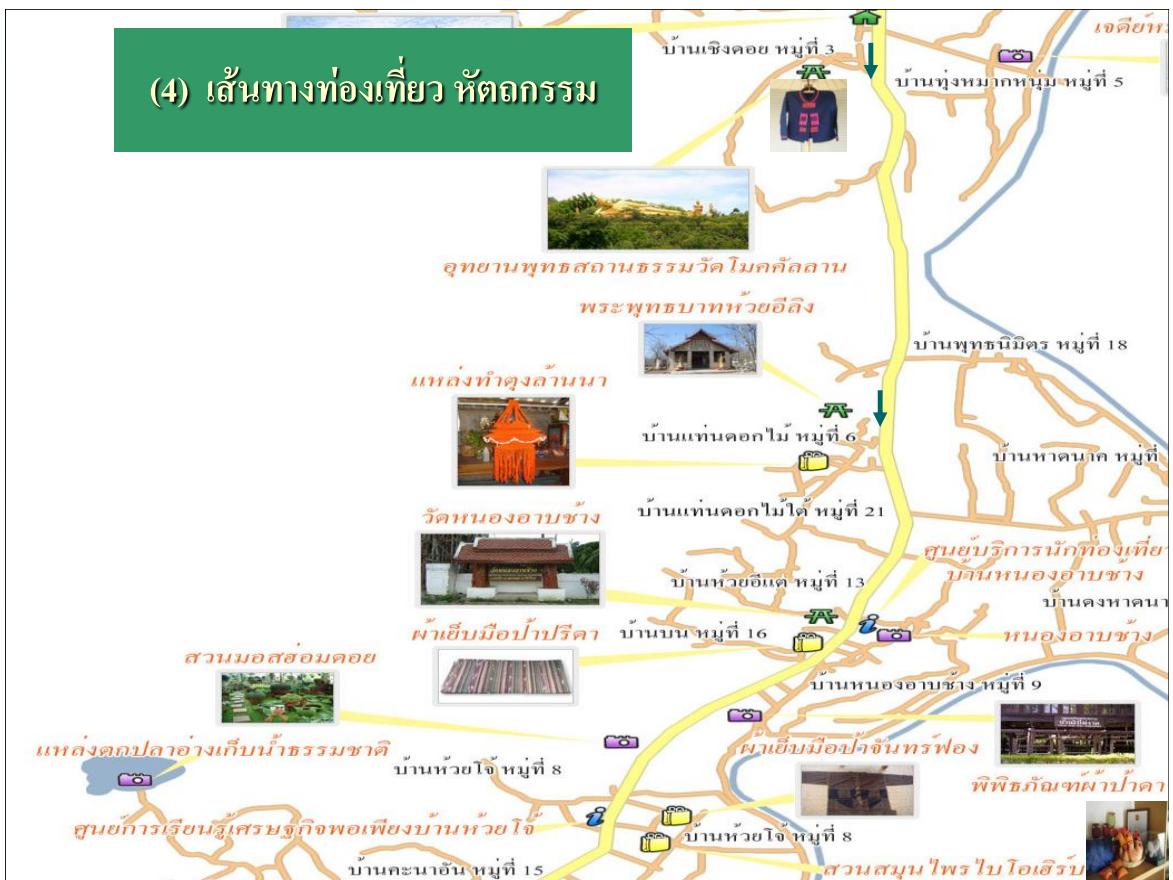 (4) เส้นทางท่องเที่ยว หัตถกรรม
บ้านเชิงดอย หมู่ที่ 3
บ้านทุ่งหมากหนุ่ม หมู่ที่ 5
อุทยานพุทธสถานธรรมวัดโมคคัลลาน
พระพุทธบาทห้วยอีลิง
บ้านพุทธนิมิตร หมู่ที่ 18
แหล่งทำตุงล้านนา
บ้านแท่นดอกไม้ หมู่ที่ 6
บ้านหาดนาค หมู่ที่
บ้านแท่นดอกไม้ใต้ หมู่ที่ 21
วัดหนองอาบช้าง
ศูนย์บริการนักท่องเที่ย
บ้านหนองอาบช้าง
บ้านห้วยอีแต หมู่ที่ 13
บ้านดงหาดนา
ผ้าเย็บมือป้าปรีดา
บ้านบน หมู่ที่ 16
หนองอาบช้าง
สวนมอสฮ่อมดอย
บ้านหนองอาบช้าง หมู่ที่ 9
แหล่งตกปลาอ่างเก็บน้ำธรรมชาติ
ผ้าเย็บมือป้าจันทร์ฟอง
บ้านห้วยโจ้ หมู่ที่ 8
พิพิธภัณฑ์ผ้าป้าดา
ศูนย์การเรียนรู้เศรษฐกิจพอเพียงบ้านห้วยโจ้
บ้านห้วยโจ้ หมู่ที่ 8
บ้านคะนาอัน หมู่ที่ 15
สวนสมุนไพรไบโอเฮิร์บ